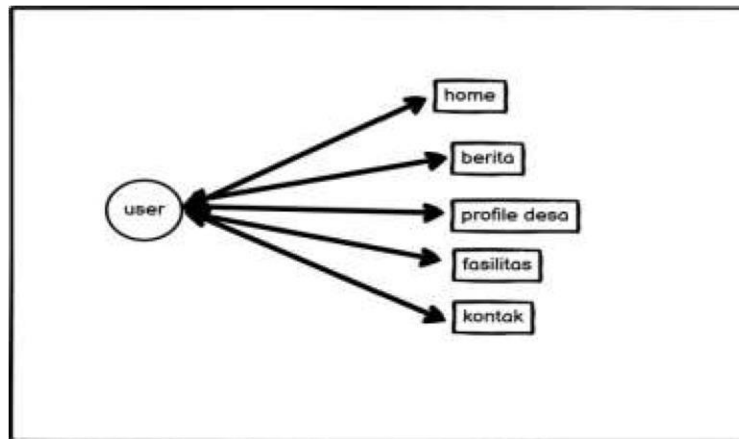 home
berita
user
profile desa
fasilitas
kontak